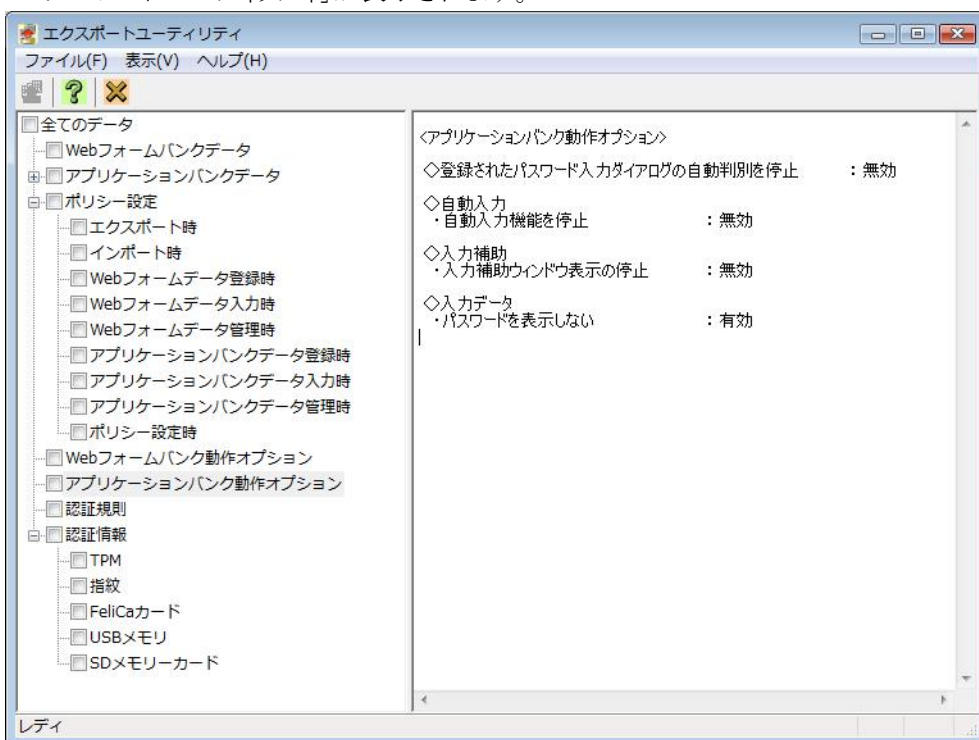 エクスポートユーティリティ
ファイル(F) 表示(V) ヘルプ(H)
全てのデータ
Webフォームバンクデータ
アプリケーションバンクデータ
ポリシー設定
エクスポート時
インポート時
Webフォームデータ登録時
Webフォームデータ入力時
Webフォームデータ管理時
アプリケーションバンクデータ登録時
アプリケーションバンクデータ入力時
アプリケーションバンクデータ管理時
ポリシー設定時
Webフォームバンク動作オプション
アプリケーションバンク動作オプション
認証規則
認証情報
TPM
指紋
FeliCaカード
USBメモリ
SDメモリーカード
<アプリケーションバンク動作オプション>
◇登録されたパスワード入力ダイアログの自動判別を停止 : 無効
◇自動入力
・自動入力機能を停止 : 無効
◇入力補助
・入力補助ウィンドウ表示の停止 : 無効
◇入力データ
・パスワードを表示しない : 有効
レディ